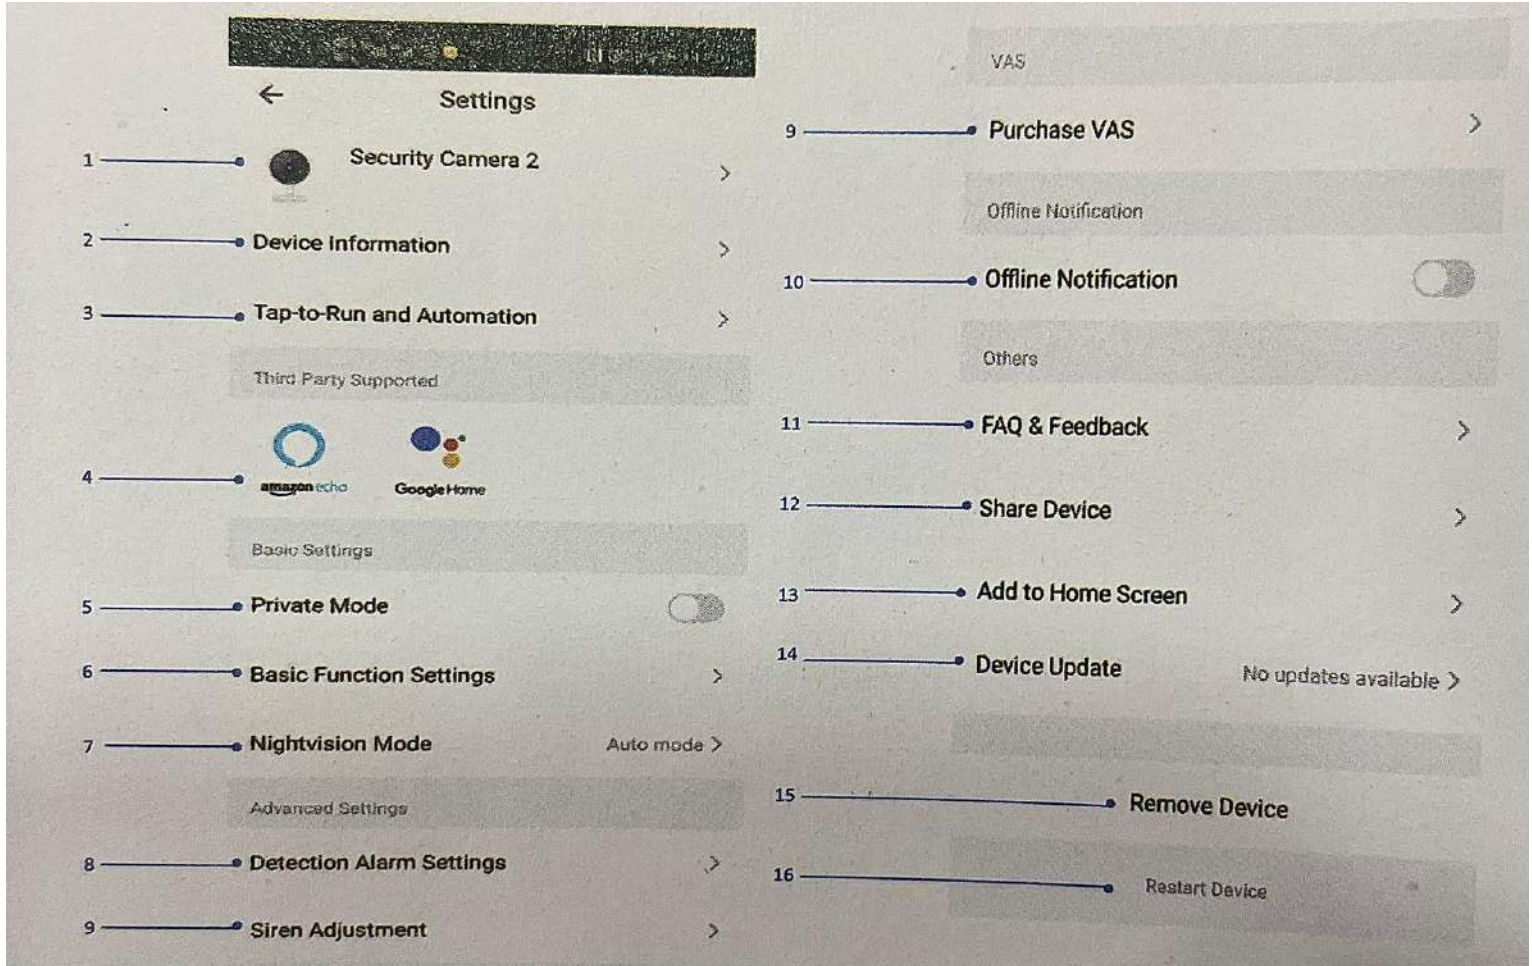 Settings
1 Security Camera 2
2 Device Information
3 Tap-to-Run and Automation
Third Party Supported
4 amazon echo Google Home
Basic Settings
5 Private Mode
6 Basic Function Settings
7 Nightvision Mode Auto mode
Advanced Settings
8 Detection Alarm Settings
9 Siren Adjustment
VAS
9 Purchase VAS
Offline Notification
10 Offline Notification
Others
11 FAQ & Feedback
12 Share Device
13 Add to Home Screen
14 Device Update No updates available
15 Remove Device
16 Restart Device